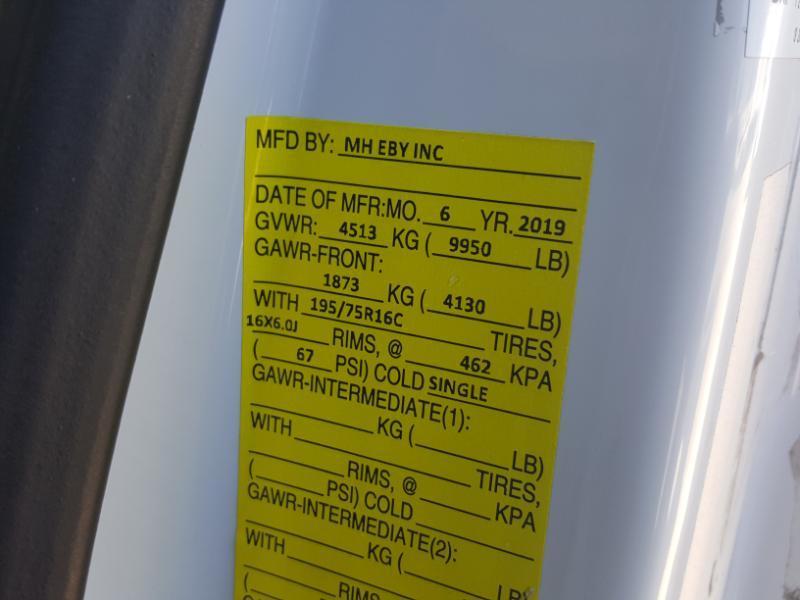 MFD BY: MH EBY INC
DATE OF MFR:MO. 6 YR. 2019
GVWR: 4513 KG ( 9950 LB)
GAWR-FRONT:
1873 KG ( 4130 LB)
WITH 195/75R16C TIRES,
16X6.0J RIMS, @ 462 KPA
( 67 PSI) COLD SINGLE
GAWR-INTERMEDIATE(1):
KG ( LB)
WITH TIRES,
RIMS, @ KPA
( PSI) COLD
GAWR-INTERMEDIATE(2):
KG ( LB)
WITH
( RIMS